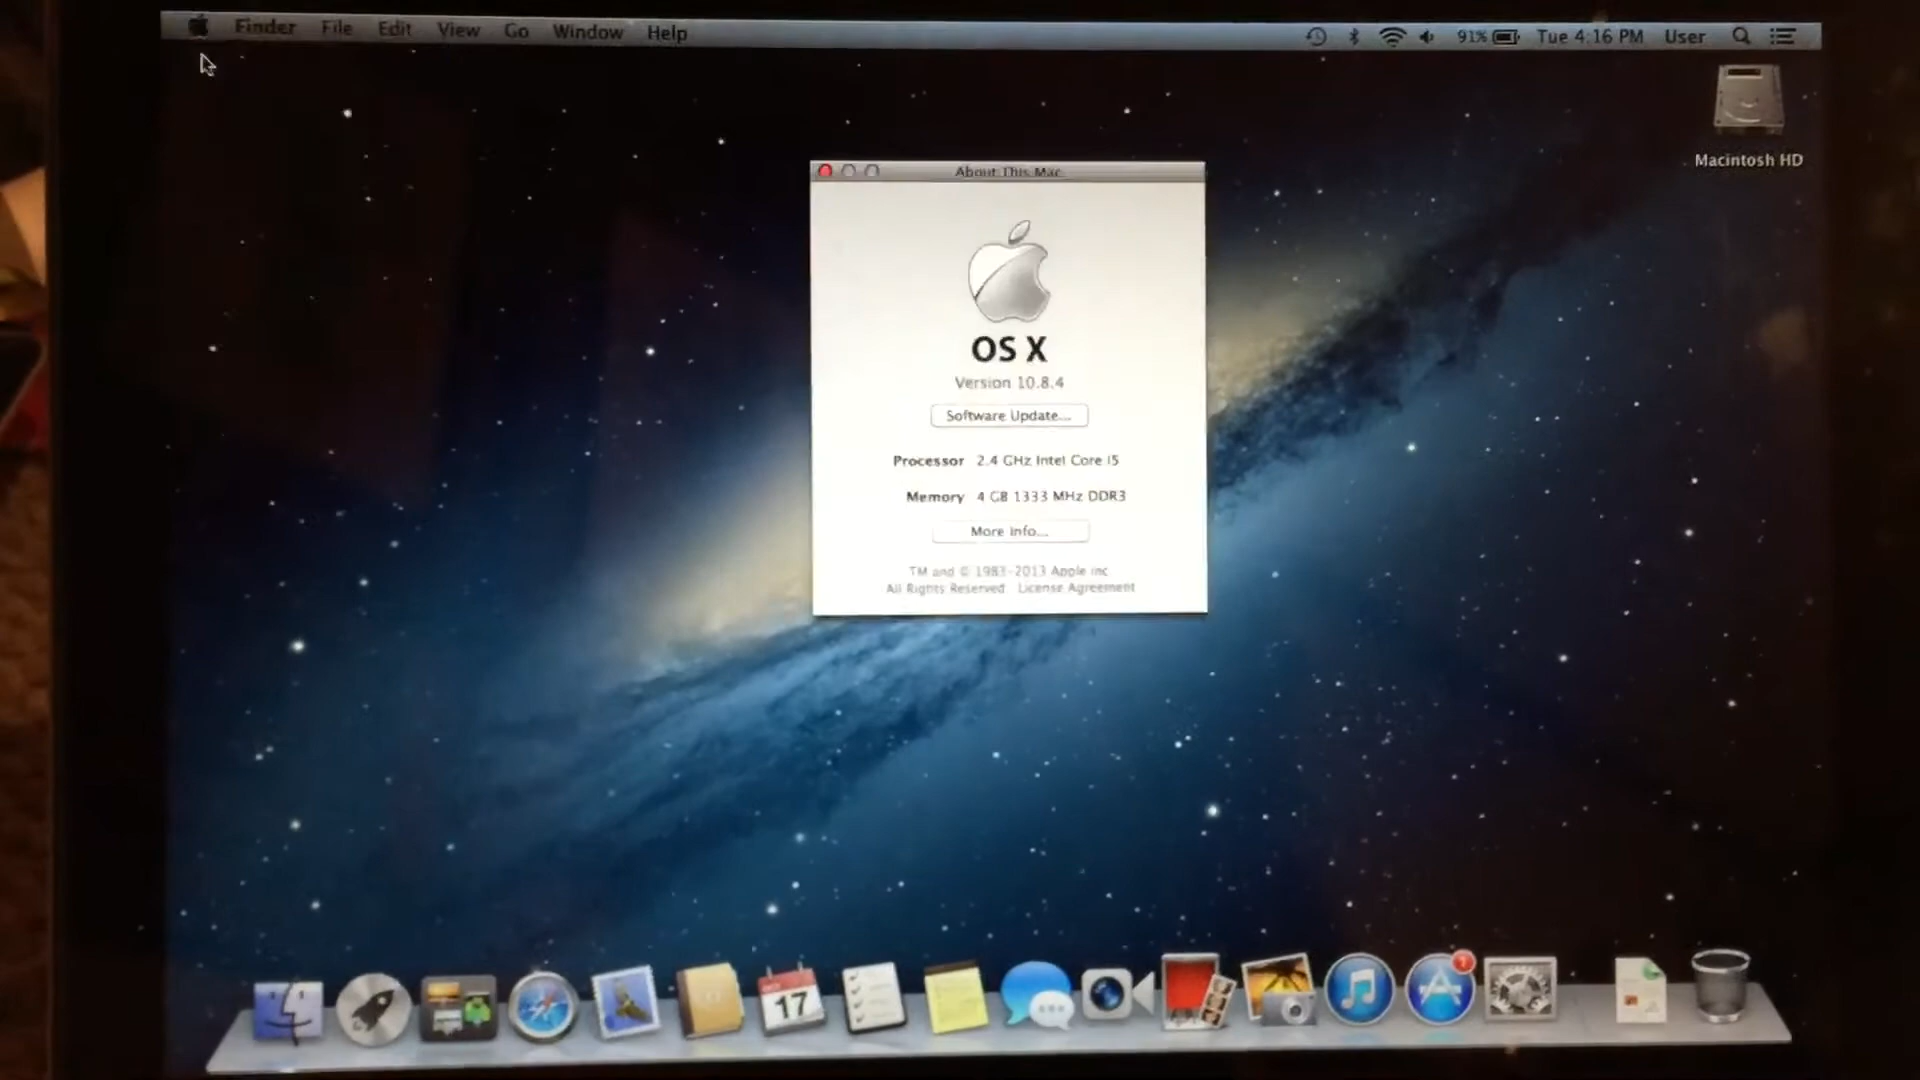 Finder File Edit View Go Window Help 91% Tue 4:16 PM User
Macintosh HD
About This Mac
OS X
Version 10.8.4
Software Update...
Processor 2.4 GHz Intel Core i5
Memory 4 GB 1333 MHz DDR3
More Info...
TM and © 1983-2013 Apple Inc.
All Rights Reserved. License Agreement
17